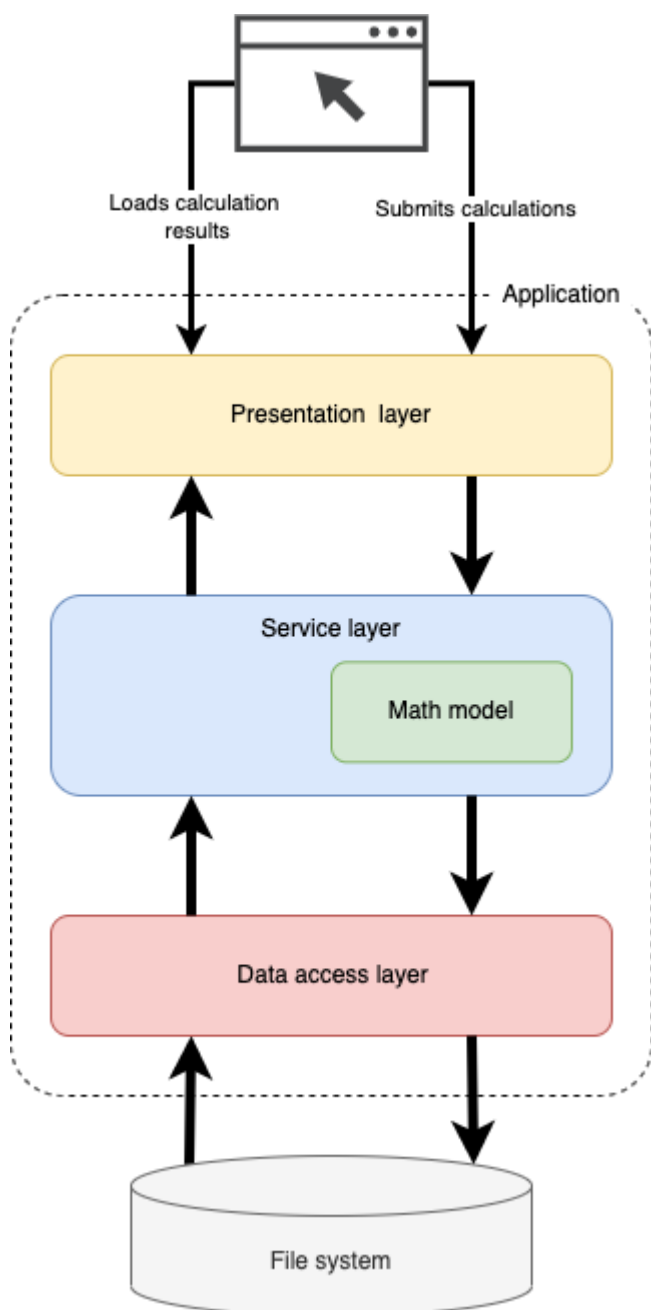 Loads calculation
results
Submits calculations
Application
Presentation layer
Service layer
Math model
Data access layer
File system